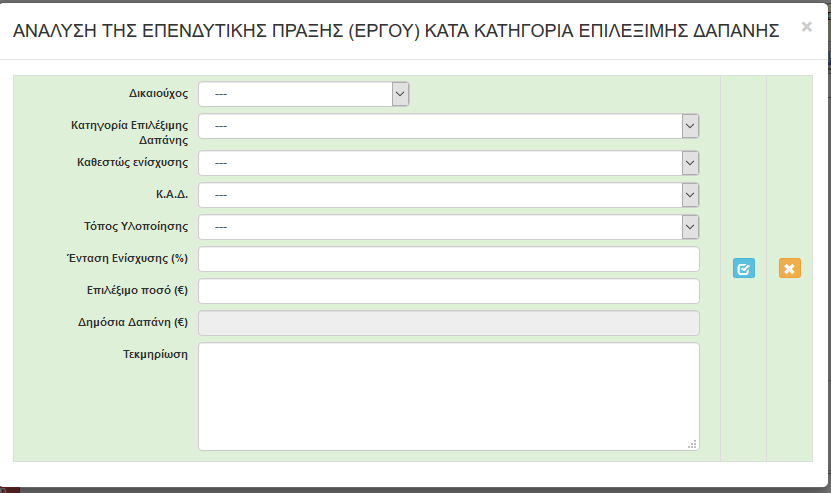 ΑΝΑΛΥΣΗ ΤΗΣ ΕΠΕΝΔΥΤΙΚΗΣ ΠΡΑΞΗΣ (ΕΡΓΟΥ) ΚΑΤΑ ΚΑΤΗΓΟΡΙΑ ΕΠΙΛΕΞΙΜΗΣ ΔΑΠΑΝΗΣ ×
Δικαιούχος ---
Κατηγορία Επιλέξιμης ---
Δαπάνης
Καθεστώς ενίσχυσης ---
Κ.Α.Δ. ---
Τόπος Υλοποίησης ---
Ένταση Ενίσχυσης (%)
Επιλέξιμο ποσό (€)
Δημόσια Δαπάνη (€)
Τεκμηρίωση